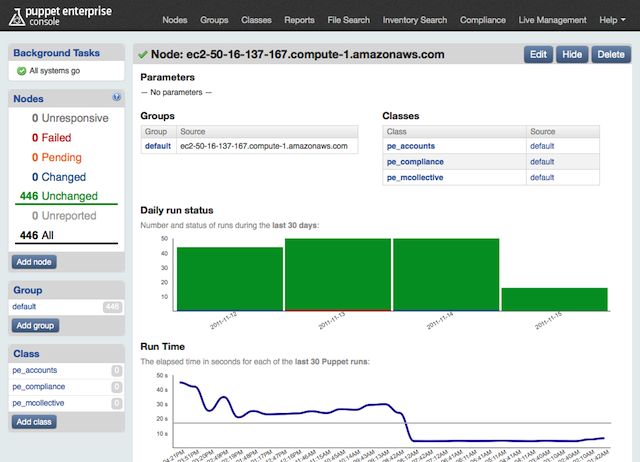 puppet enterprise
console
Nodes Groups Classes Reports File Search Inventory Search Compliance Live Management Help
Background Tasks
All systems go
Nodes
0 Unresponsive
0 Failed
0 Pending
0 Changed
446 Unchanged
0 Unreported
446 All
Add node
Group
default 446
Add group
Class
pe_accounts 0
pe_compliance 0
pe_mcollective 0
Add class
Node: ec2-50-16-137-167.compute-1.amazonaws.com
Edit Hide Delete
Parameters
— No parameters —
Groups
Group Source
default ec2-50-16-137-167.compute-1.amazonaws.com
Classes
Class Source
pe_accounts default
pe_compliance default
pe_mcollective default
Daily run status
Number and status of runs during the last 30 days:
50
40
30
20
10
2011-11-12 2011-11-13 2011-11-14 2011-11-15
Run Time
The elapsed time in seconds for each of the last 30 Puppet runs:
50 s
40 s
30 s
20 s
10 s